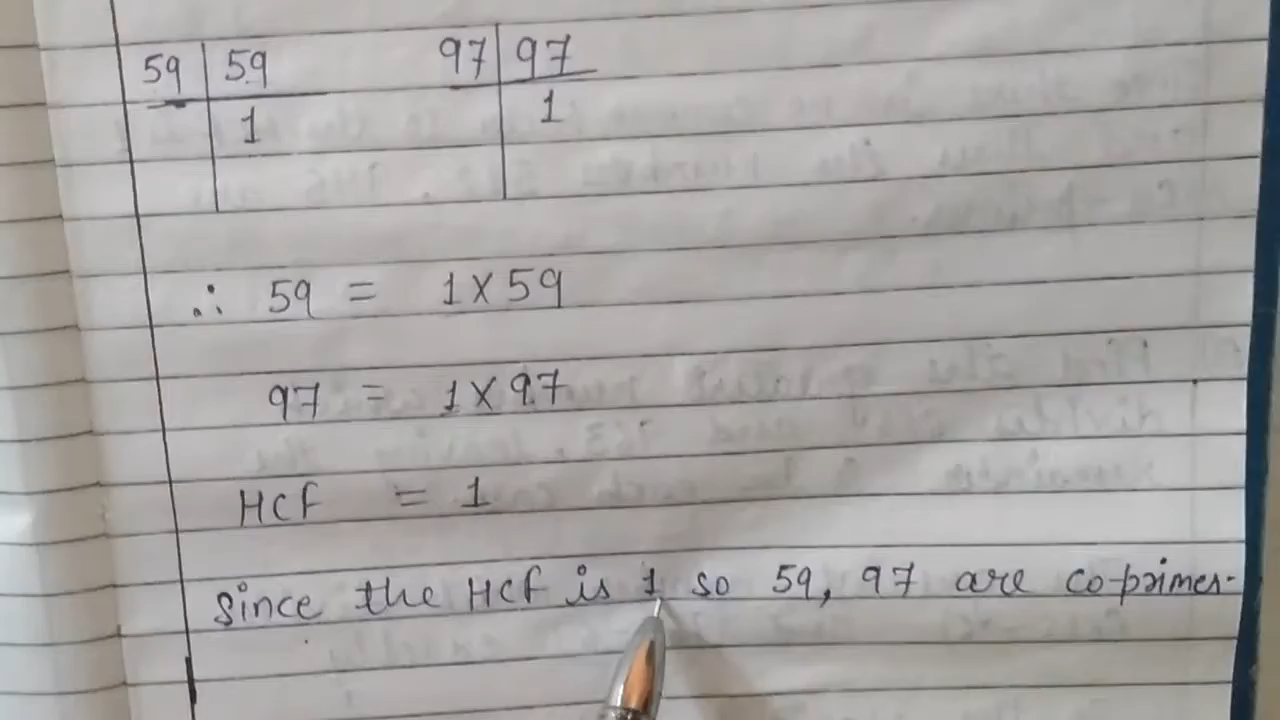 59 | 59 97 | 97
1 1
∴ 59 = 1 × 59
97 = 1 × 97
HCF = 1
Since the HCF is 1 so 59, 97 are co-primes.